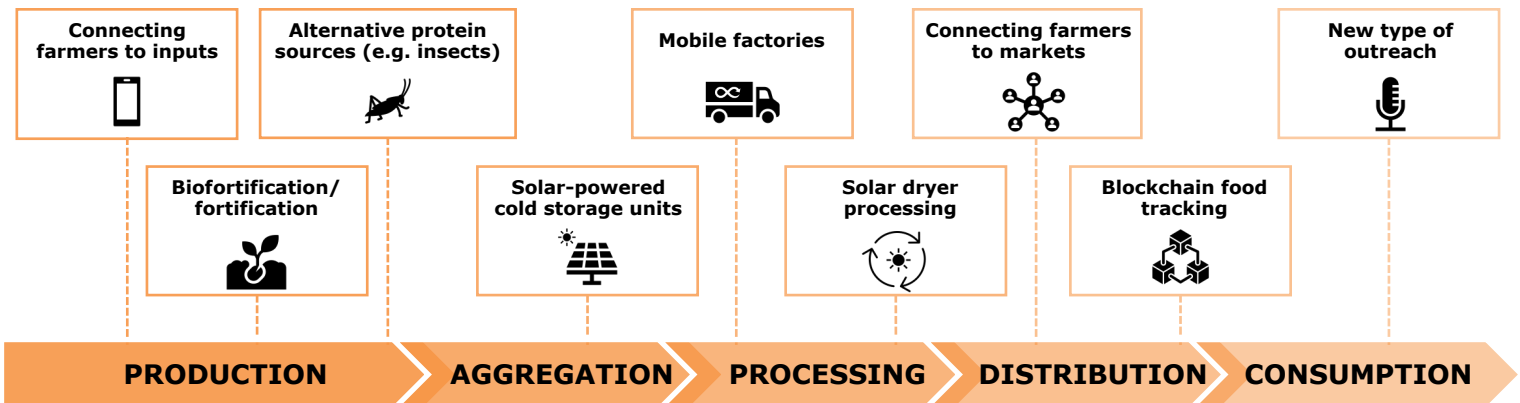 Connecting
farmers to inputs
Alternative protein
sources (e.g. insects)
Mobile factories
Connecting farmers
to markets
New type of
outreach
Biofortification/
fortification
Solar-powered
cold storage units
Solar dryer
processing
Blockchain food
tracking
PRODUCTION
AGGREGATION
PROCESSING
DISTRIBUTION
CONSUMPTION